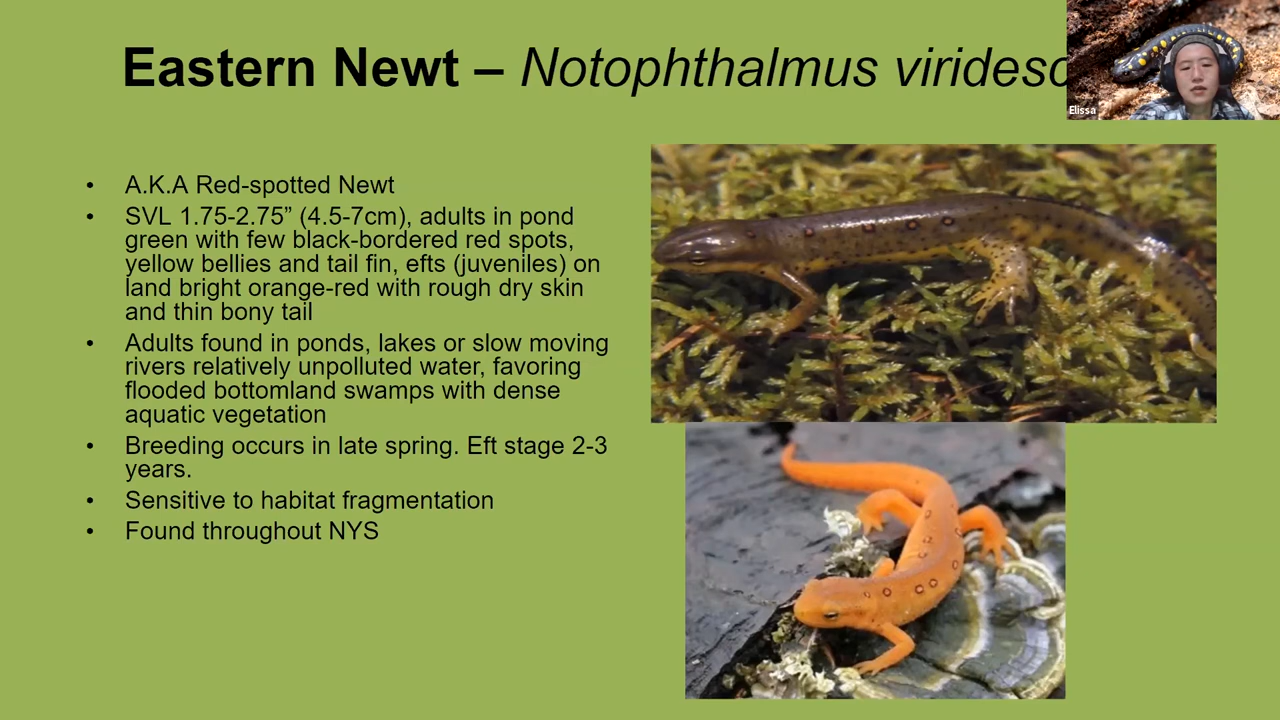 Eastern Newt – Notophthalmus viridesc
Elissa
• A.K.A Red-spotted Newt
• SVL 1.75-2.75” (4.5-7cm), adults in pond
green with few black-bordered red spots,
yellow bellies and tail fin, efts (juveniles) on
land bright orange-red with rough dry skin
and thin bony tail
• Adults found in ponds, lakes or slow moving
rivers relatively unpolluted water, favoring
flooded bottomland swamps with dense
aquatic vegetation
• Breeding occurs in late spring. Eft stage 2-3
years.
• Sensitive to habitat fragmentation
• Found throughout NYS